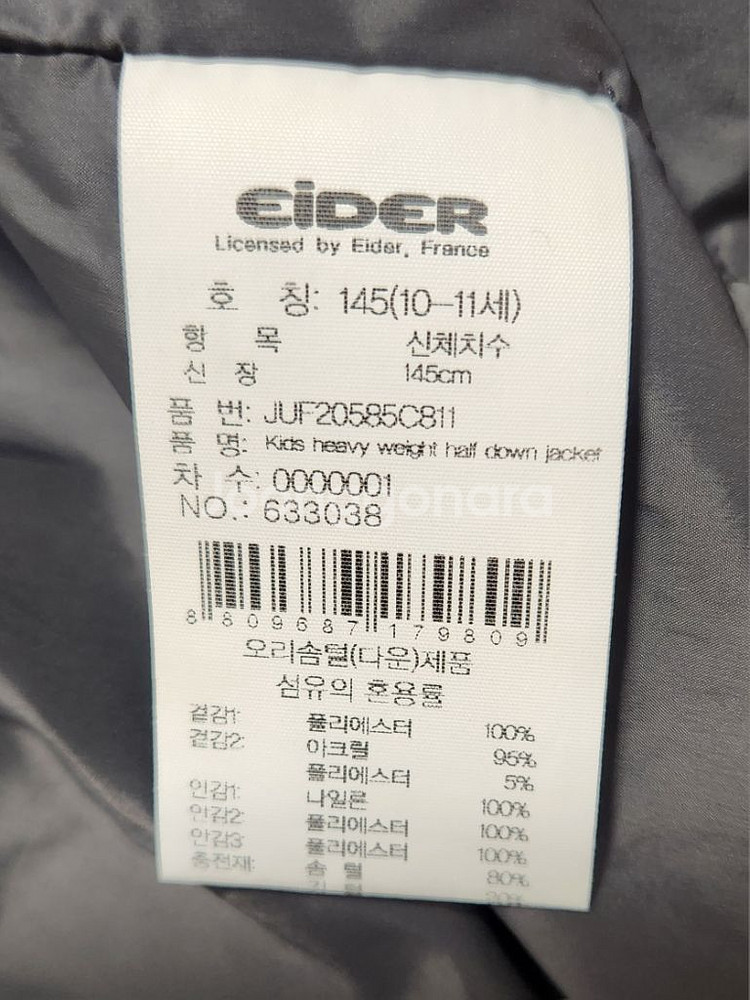 EiDER
Licensed by Eider, France
호 칭: 145(10-11세)
항 목 신체치수
신 장 145cm
품 번: JUF20585C811
품 명: Kids heavy weight half down jacket
차 수: 0000001
NO.: 633038
8809687179809
오리솜털(다운)제품
섬유의 혼용률
겉감1: 폴리에스터 100%
겉감2: 아크릴 95%
폴리에스터 5%
안감1: 나일론 100%
안감2: 폴리에스터 100%
안감3: 폴리에스터 100%
충전재: 솜 털 80%
깃 털 20%